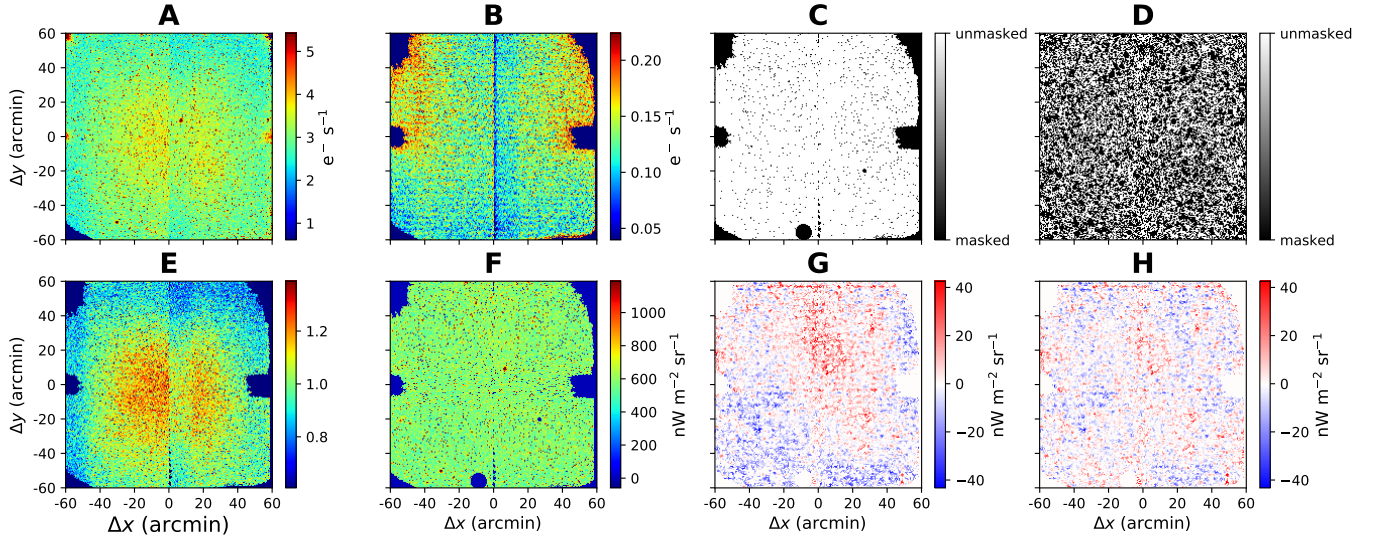 A B C D
60 40 20 0 -20 -40 -60
Δy (arcmin)
5 4 3 2 1
e⁻ s⁻¹
0.20 0.15 0.10 0.05
e⁻ s⁻¹
unmasked masked
unmasked masked
E F G H
60 40 20 0 -20 -40 -60
Δy (arcmin)
1.2 1.0 0.8
1000 800 600 400 200 0
nW m⁻² sr⁻¹
40 20 0 −20 −40
nW m⁻² sr⁻¹
40 20 0 −20 −40
nW m⁻² sr⁻¹
-60 -40 -20 0 20 40 60
-60 -40 -20 0 20 40 60
-60 -40 -20 0 20 40 60
-60 -40 -20 0 20 40 60
Δx (arcmin)
Δx (arcmin)
Δx (arcmin)
Δx (arcmin)